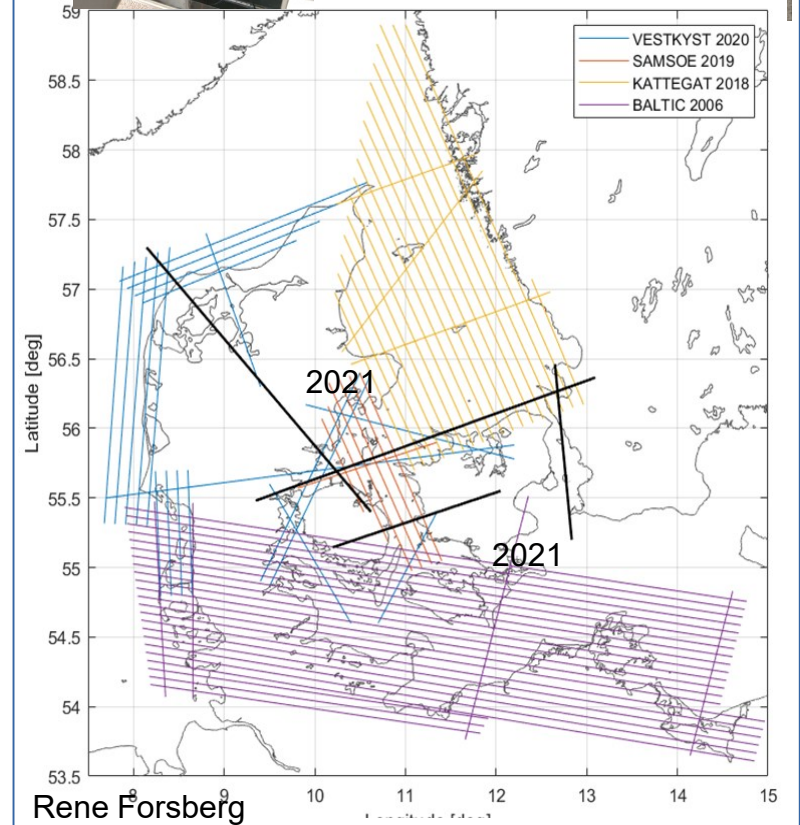 59
VESTKYST 2020
SAMSOE 2019
KATTEGAT 2018
BALTIC 2006
58.5
58
57.5
57
56.5
2021
56
55.5
2021
55
54.5
54
53.5
Latitude [deg]
8 9 10 11 12 13 14 15
Longitude [deg]
Rene Forsberg